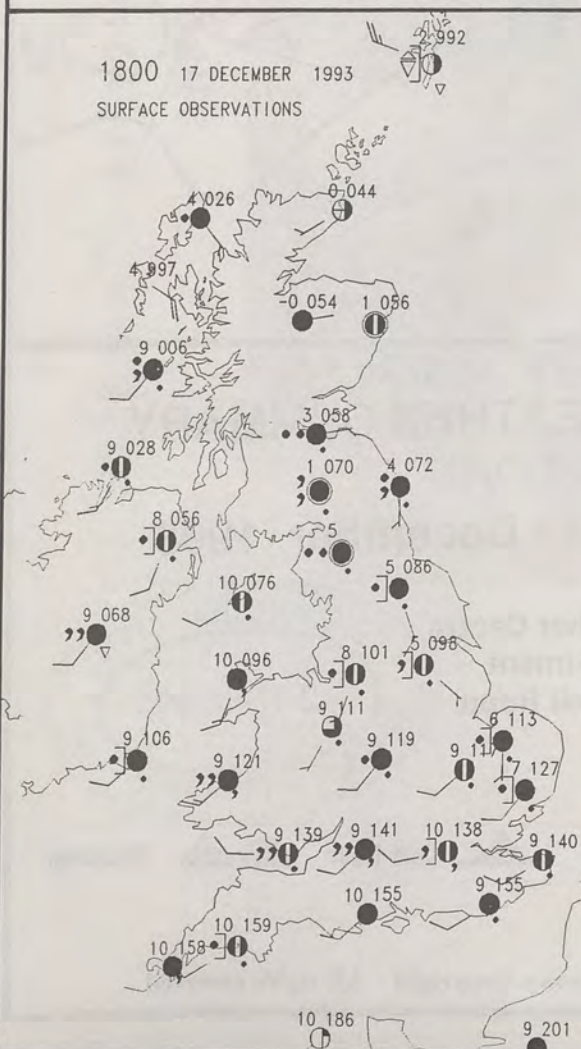 2 992
1800 17 DECEMBER 1993
SURFACE OBSERVATIONS
0 044
4 026
4 997
-0 054 1 056
9 006
3 058
9 028
1 070 4 072
8 056
5
10 076 5 086
9 068
10 096 8 101 5 098
9 111 6 113
9 106 9 121 9 119 9 117 7 127
9 139 9 141 10 138 9 140
10 155 9 155
10 158 10 159
10 186 9 201